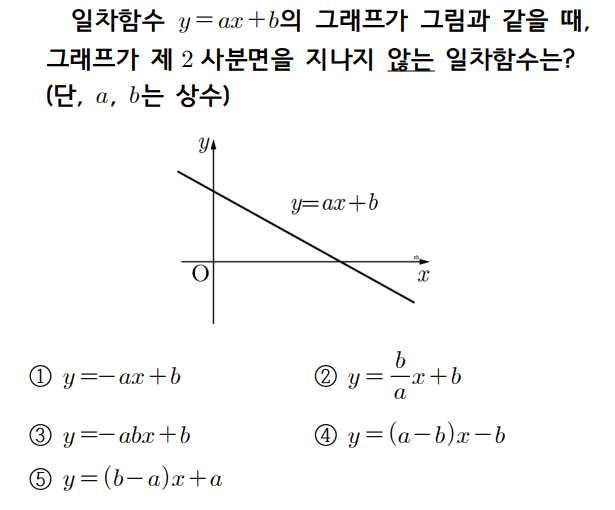 일차함수 y=ax+b의 그래프가 그림과 같을 때,
그래프가 제 2 사분면을 지나지 않는 일차함수는?
(단, a, b는 상수)
y
y=ax+b
O
x
① y=-ax+b
② y=\frac{b}{a}x+b
③ y=-abx+b
④ y=(a-b)x-b
⑤ y=(b-a)x+a